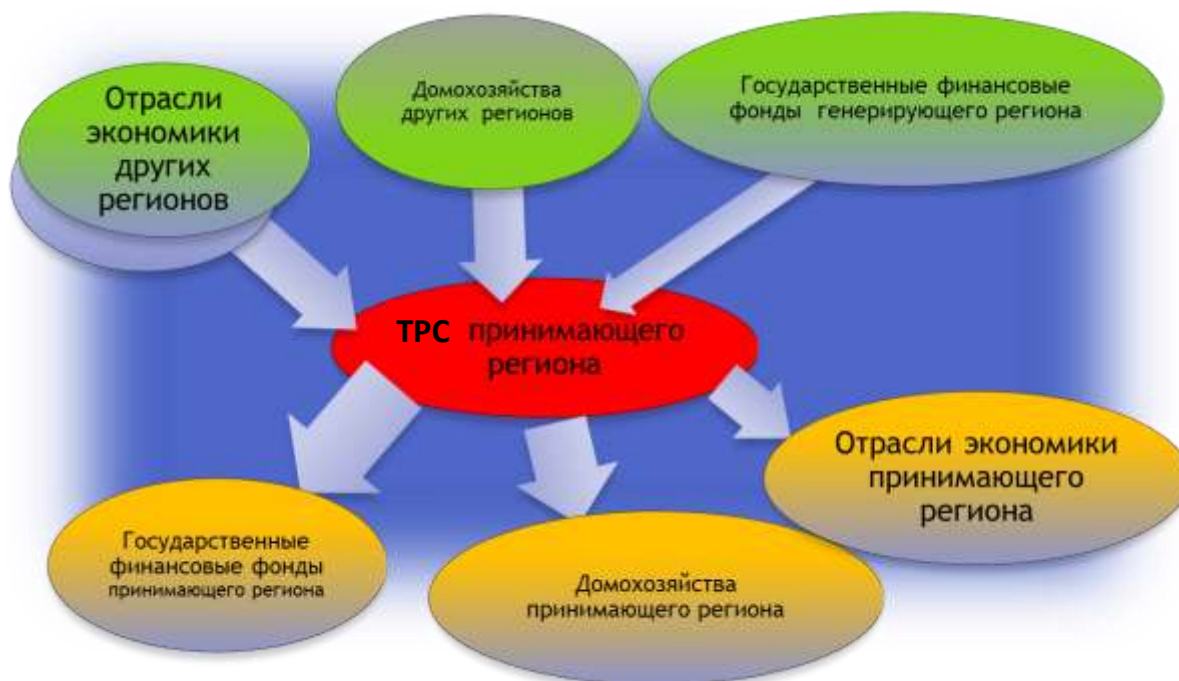 Отрасли
экономики
других
регионов
Домохозяйства
других регионов
Государственные финансовые
фонды генерирующего региона
ТРС принимающего
региона
Отрасли экономики
принимающего
региона
Государственные
финансовые фонды
принимающего региона
Домохозяйства
принимающего региона